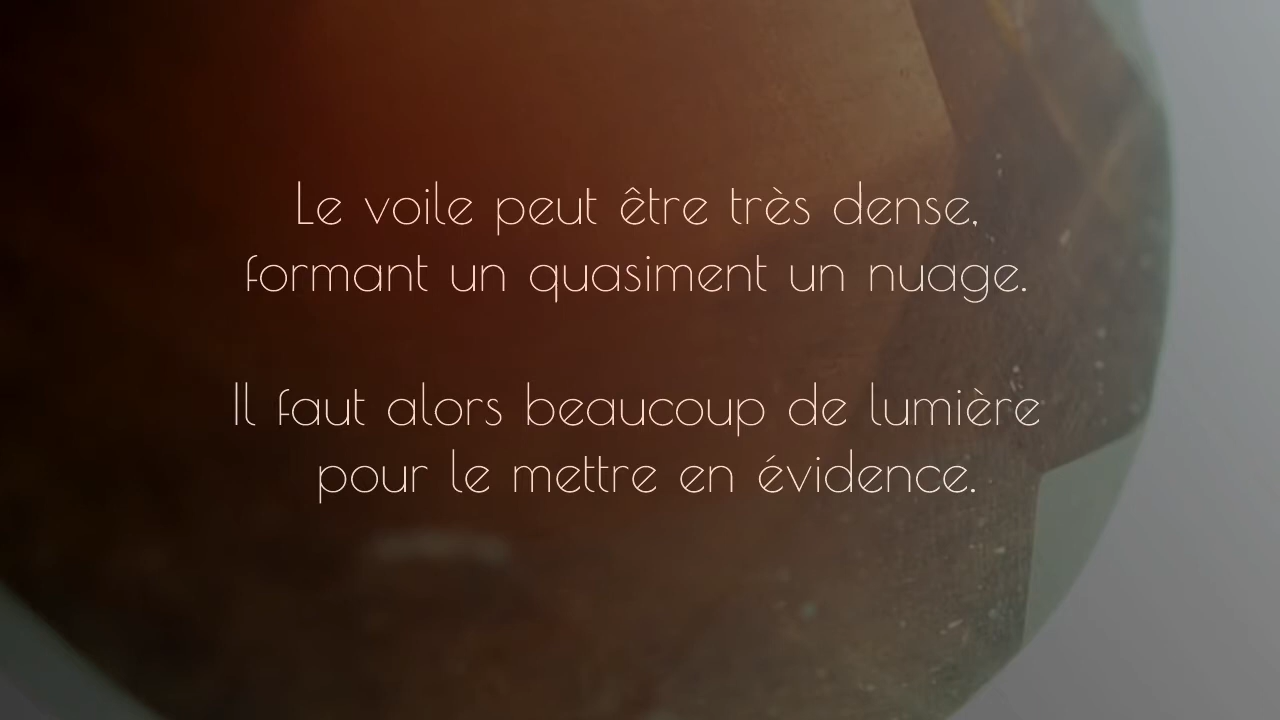 Le voile peut être très dense,
formant un quasiment un nuage.
Il faut alors beaucoup de lumière
pour le mettre en évidence.